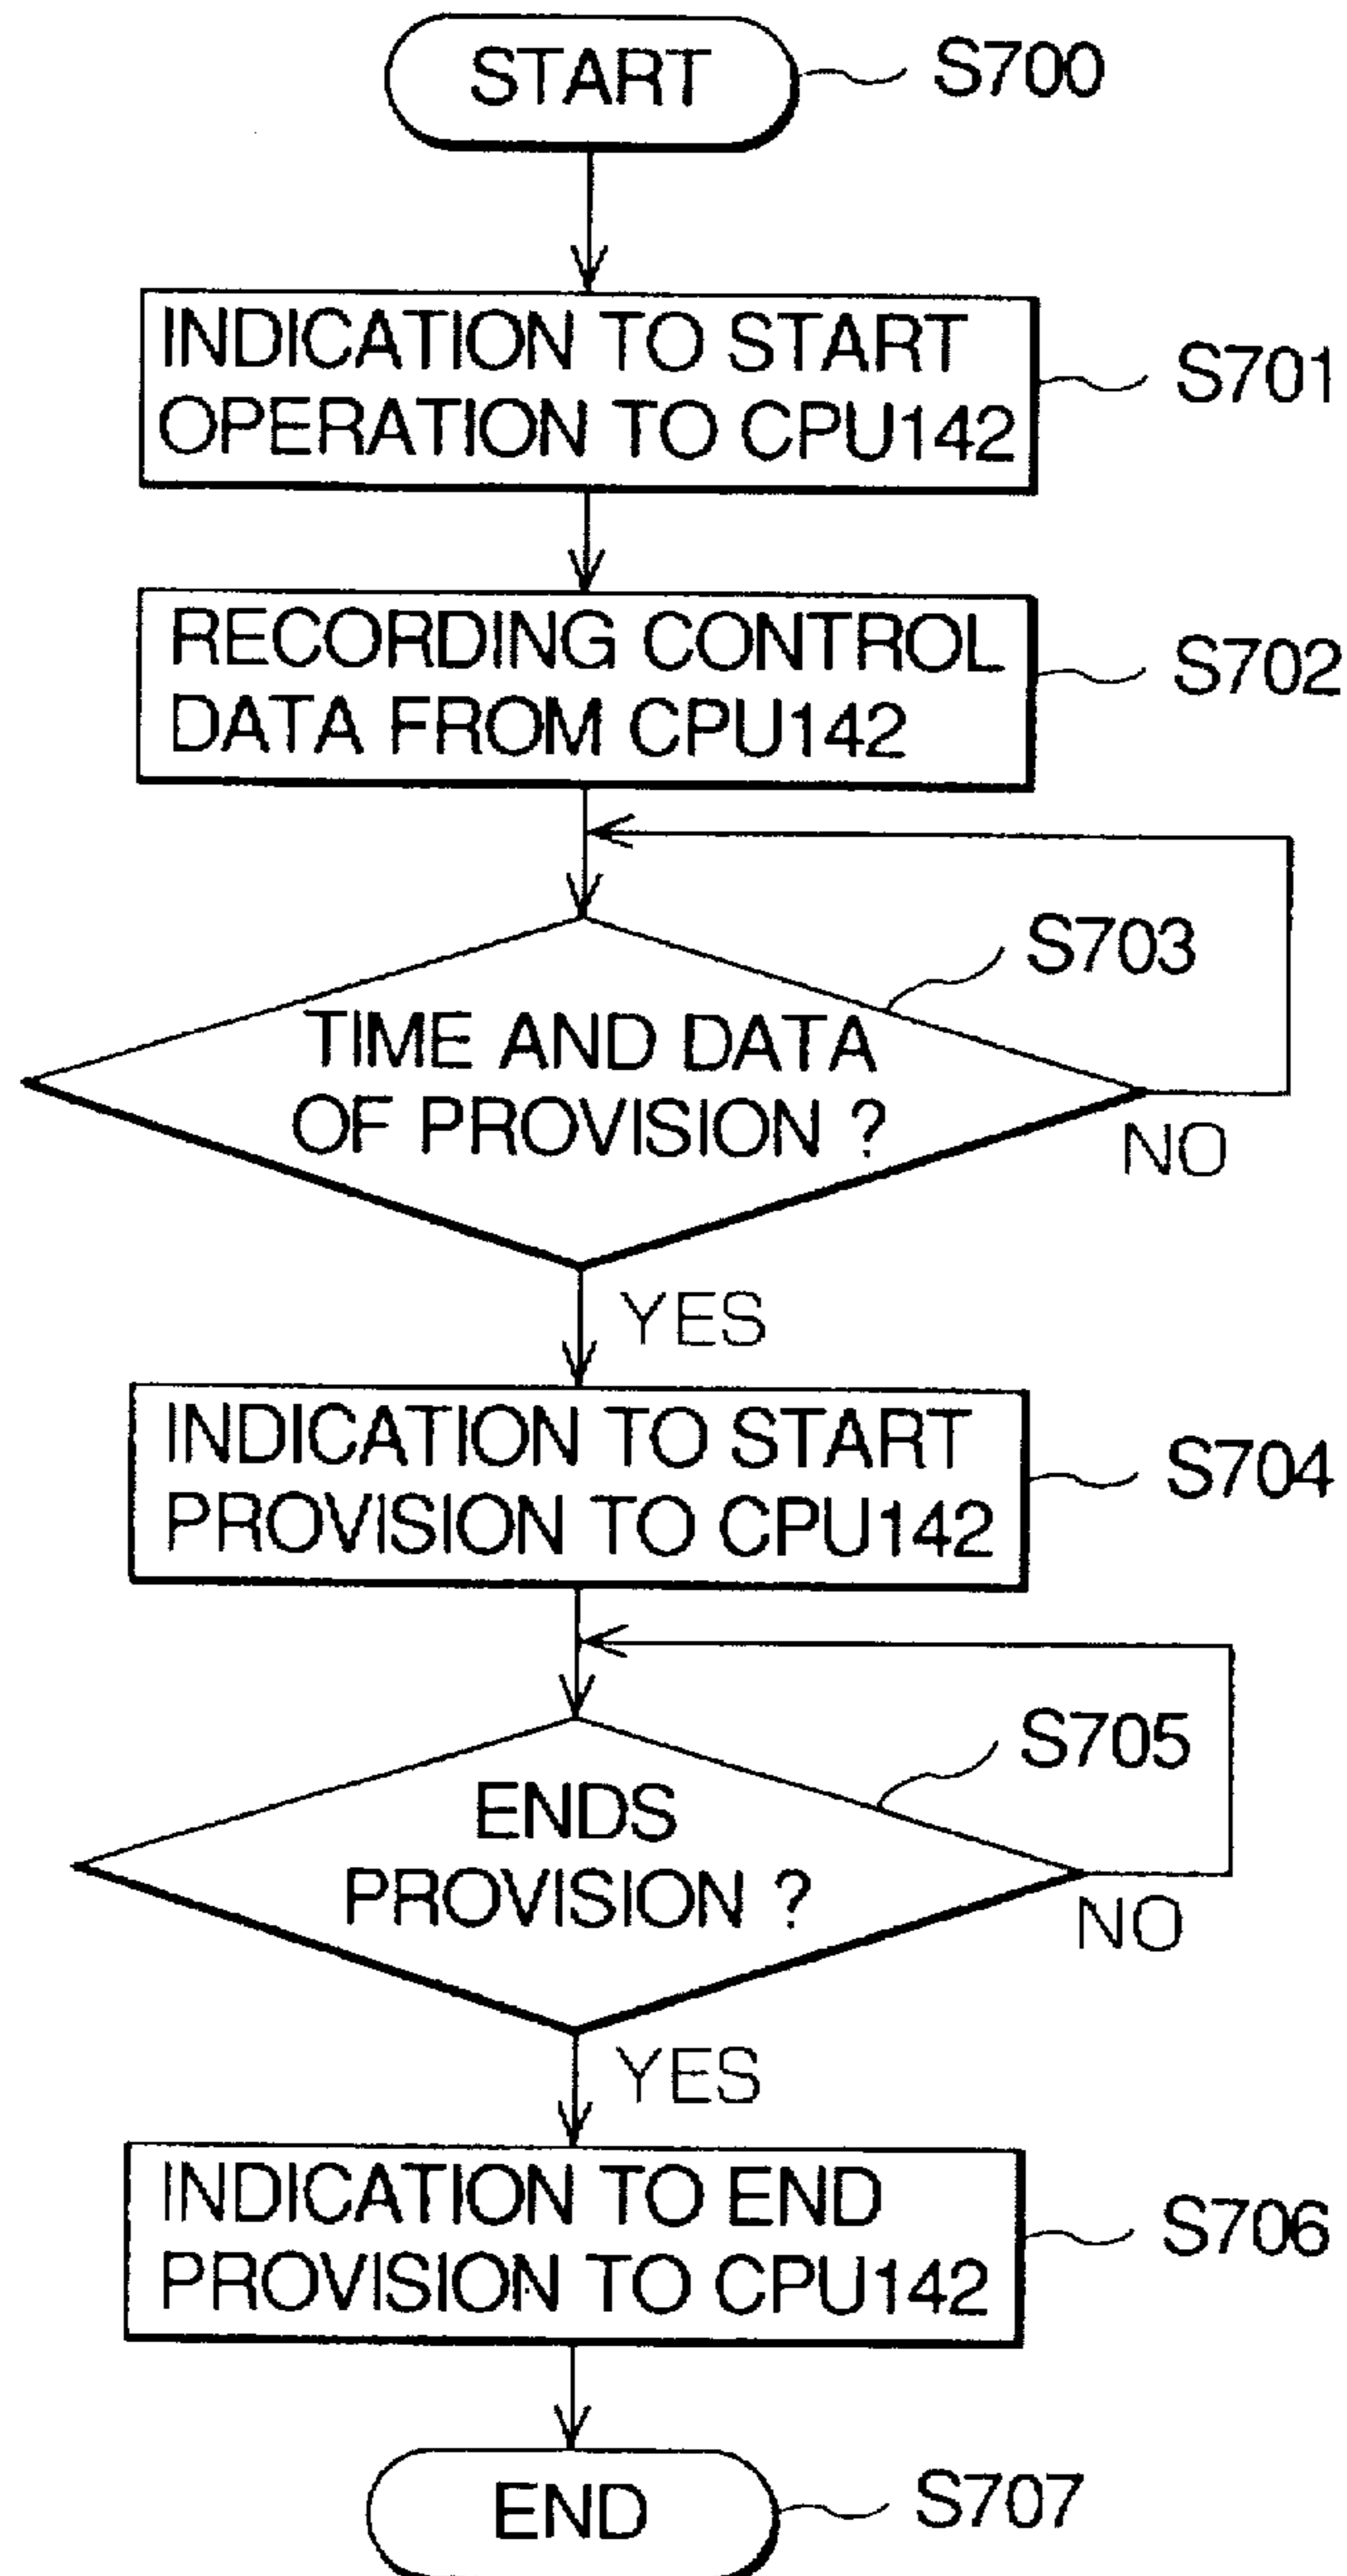 START
S700
INDICATION TO START
OPERATION TO CPU142
S701
RECORDING CONTROL
DATA FROM CPU142
S702
S703
TIME AND DATA
OF PROVISION ?
NO
YES
INDICATION TO START
PROVISION TO CPU142
S704
S705
ENDS
PROVISION ?
NO
YES
INDICATION TO END
PROVISION TO CPU142
S706
END
S707